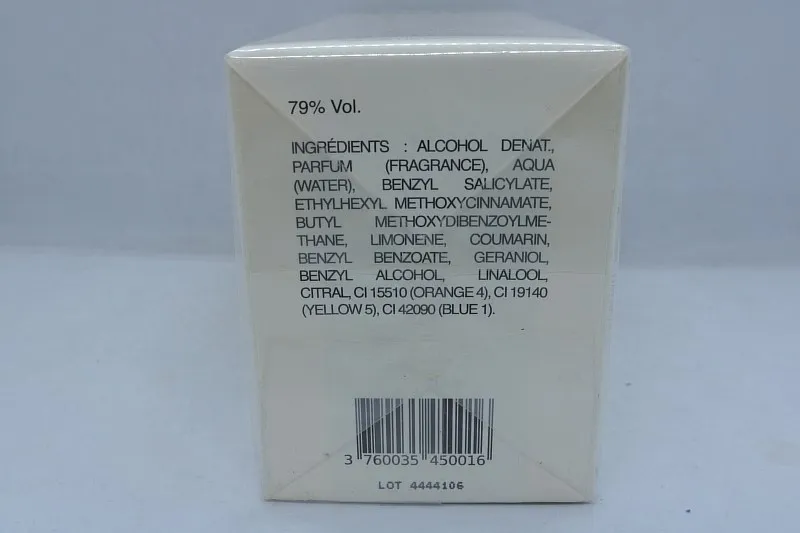 79% Vol.
INGRÉDIENTS : ALCOHOL DENAT.,
PARFUM (FRAGRANCE), AQUA
(WATER), BENZYL SALICYLATE,
ETHYLHEXYL METHOXYCINNAMATE,
BUTYL METHOXYDIBENZOYLME-
THANE, LIMONENE, COUMARIN,
BENZYL BENZOATE, GERANIOL,
BENZYL ALCOHOL, LINALOOL,
CITRAL, CI 15510 (ORANGE 4), CI 19140
(YELLOW 5), CI 42090 (BLUE 1).
3 760035 450016
LOT 4444106